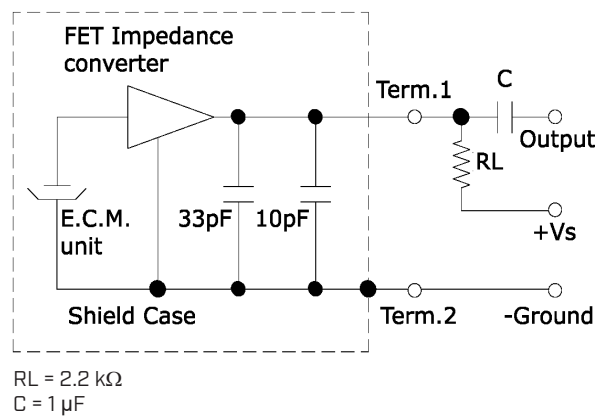 FET Impedance
converter
Term.1
C
Output
RL
E.C.M.
unit
33pF
10pF
+Vs
Shield Case
Term.2
-Ground
RL = 2.2 kΩ
C = 1 µF